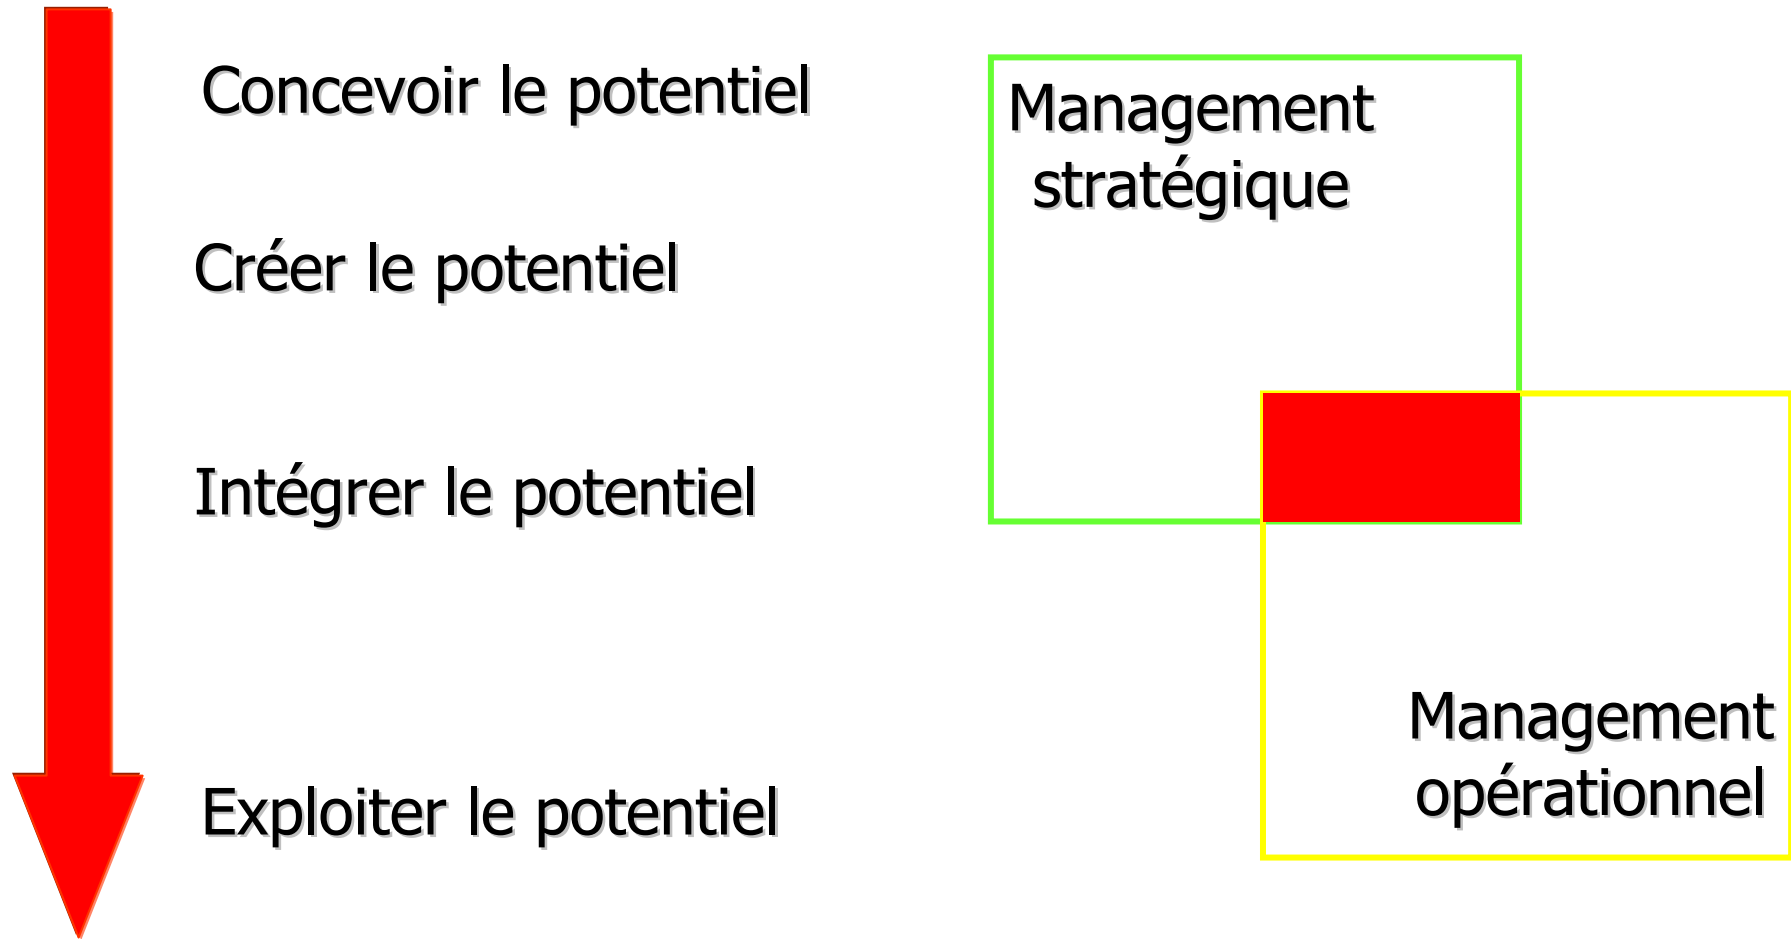 Concevoir le potentiel
Créer le potentiel
Intégrer le potentiel
Exploiter le potentiel
Management
stratégique
Management
opérationnel